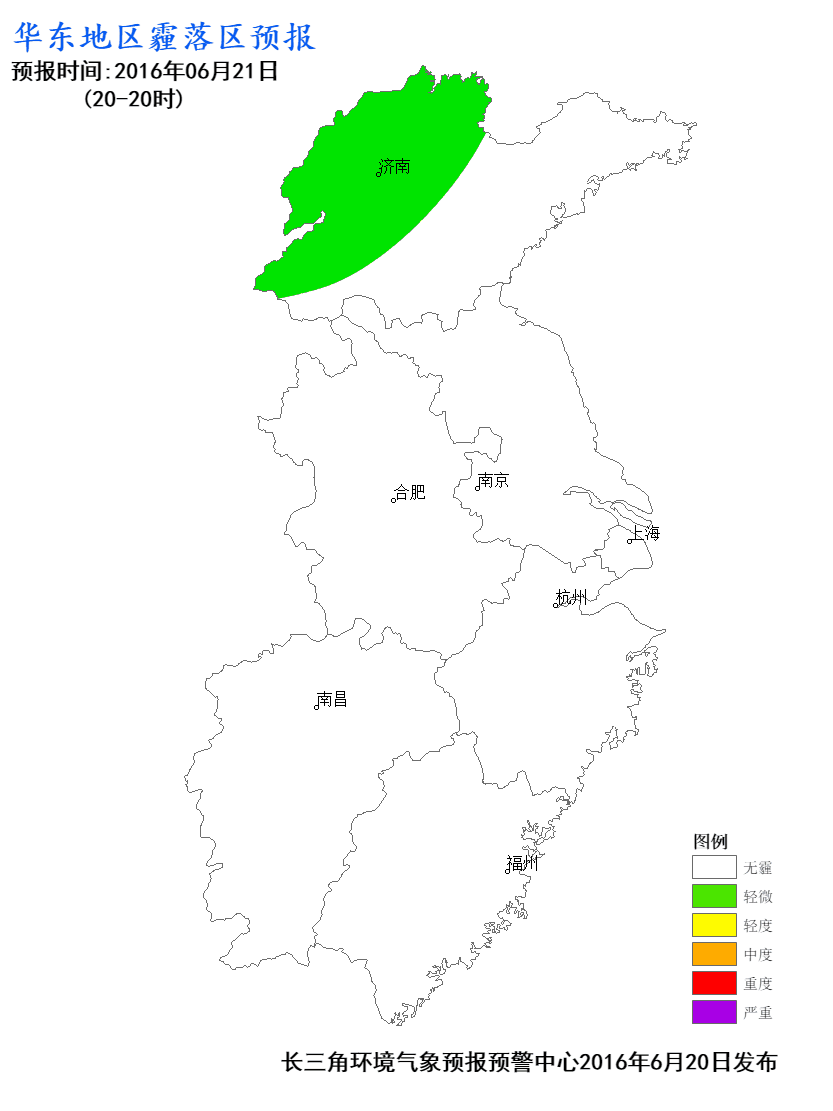 华东地区霾落区预报
预报时间:2016年06月21日
(20-20时)
济南
合肥
南京
上海
杭州
南昌
福州
图例
无霾
轻微
轻度
中度
重度
严重
长三角环境气象预报预警中心2016年6月20日发布